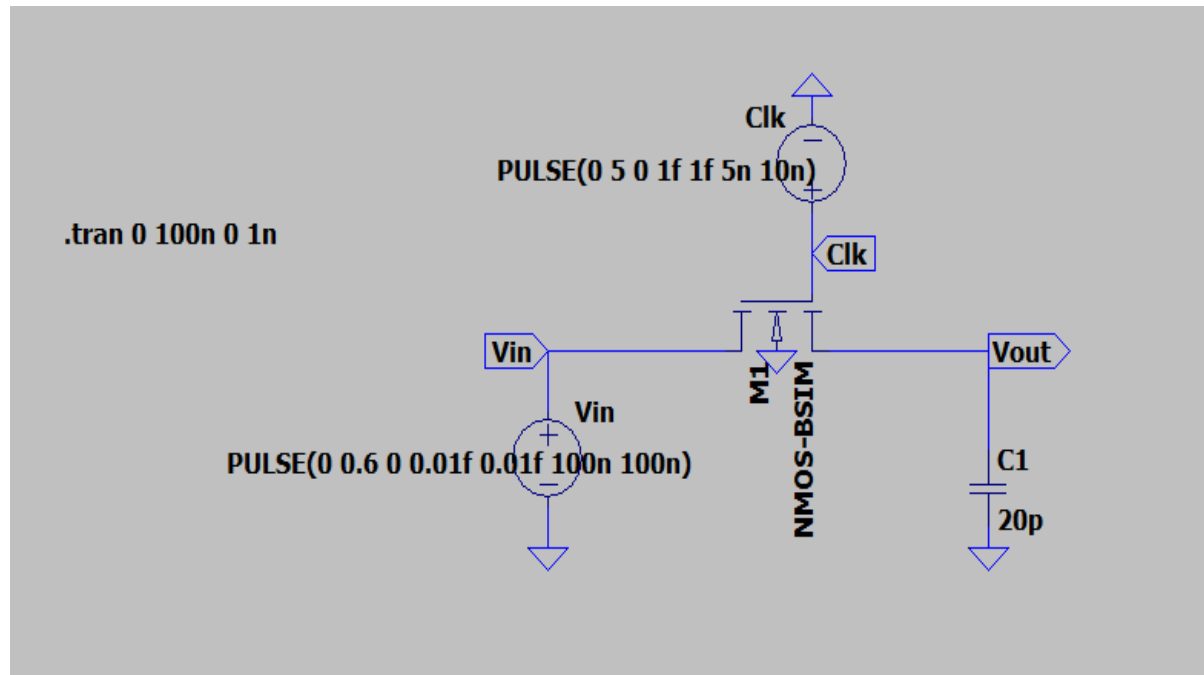 Clk
PULSE(0 5 0 1f 1f 5n 10n)
.tran 0 100n 0 1n
Clk
Vin
Vout
M1
NMOS-BSIM
Vin
PULSE(0 0.6 0 0.01f 0.01f 100n 100n)
C1
20p